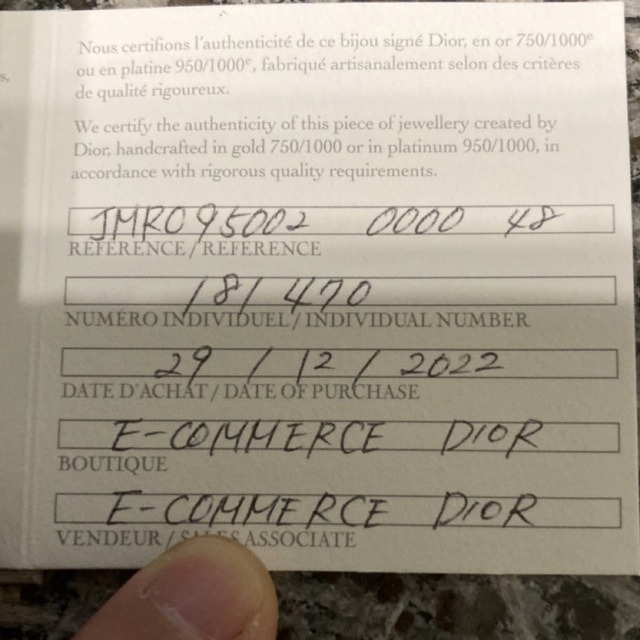 Nous certifions l'authenticité de ce bijou signé Dior, en or 750/1000e
ou en platine 950/1000e, fabriqué artisanalement selon des critères
de qualité rigoureux.
We certify the authenticity of this piece of jewellery created by
Dior, handcrafted in gold 750/1000 or in platinum 950/1000, in
accordance with rigorous quality requirements.
JMR095002 0000 48
RÉFÉRENCE / REFERENCE
181470
NUMÉRO INDIVIDUEL / INDIVIDUAL NUMBER
29 / 12 / 2022
DATE D'ACHAT / DATE OF PURCHASE
E-COMMERCE DIOR
BOUTIQUE
E-COMMERCE DIOR
VENDEUR / SALES ASSOCIATE